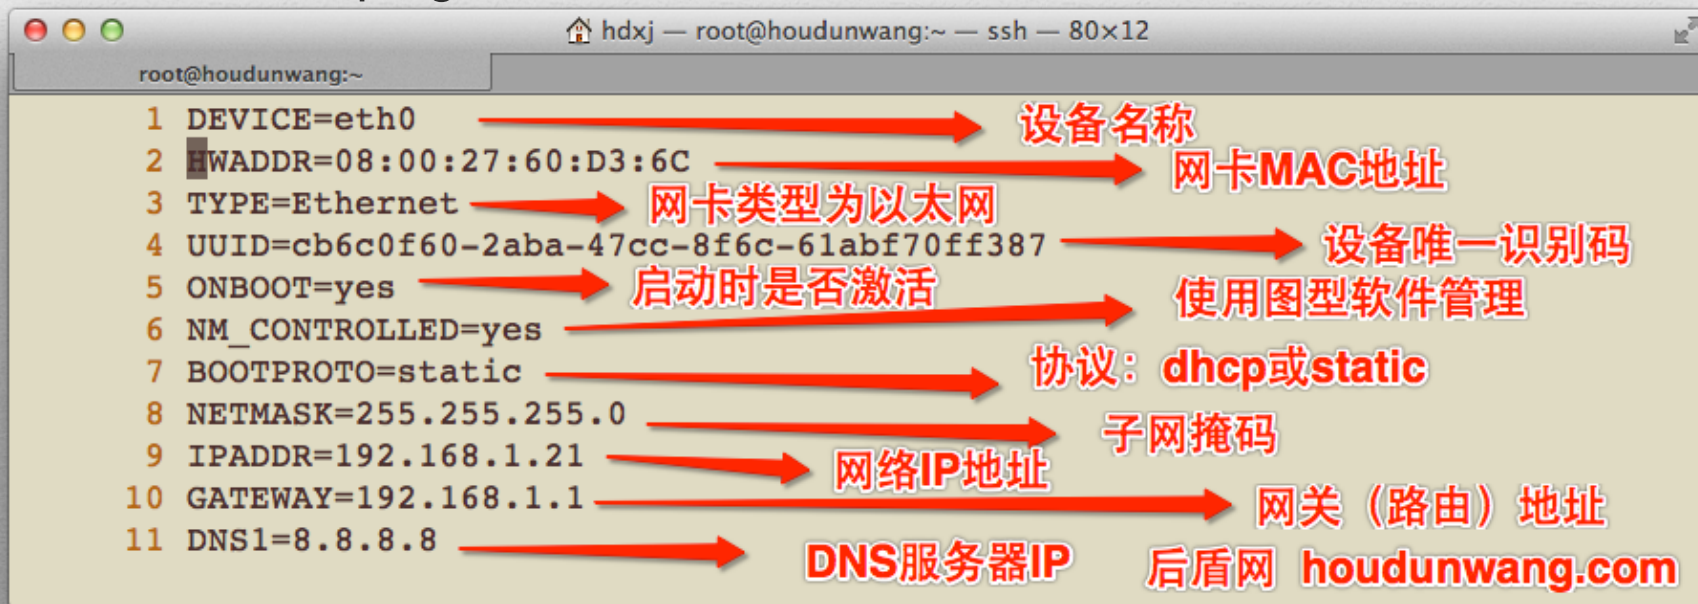 hdxj — root@houdunwang:~ — ssh — 80×12
root@houdunwang:~
1 DEVICE=eth0 设备名称
2 HWADDR=08:00:27:60:D3:6C 网卡MAC地址
3 TYPE=Ethernet 网卡类型为以太网
4 UUID=cb6c0f60-2aba-47cc-8f6c-61abf70ff387 设备唯一识别码
5 ONBOOT=yes 启动时是否激活
6 NM_CONTROLLED=yes 使用图型软件管理
7 BOOTPROTO=static 协议：dhcp或static
8 NETMASK=255.255.255.0 子网掩码
9 IPADDR=192.168.1.21 网络IP地址
10 GATEWAY=192.168.1.1 网关（路由）地址
11 DNS1=8.8.8.8 DNS服务器IP
后盾网 houdunwang.com